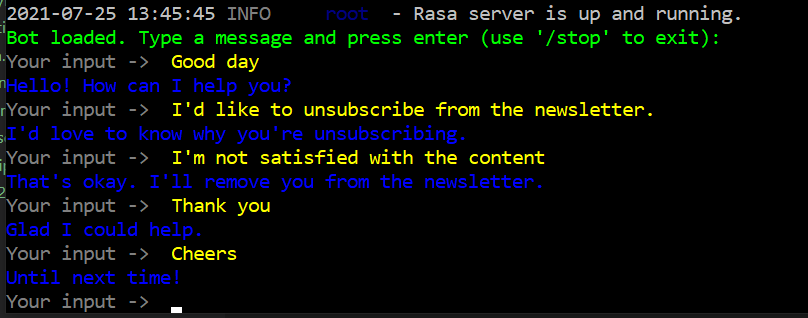 2021-07-25 13:45:45 INFO root - Rasa server is up and running.
Bot loaded. Type a message and press enter (use '/stop' to exit):
Your input -> Good day
Hello! How can I help you?
Your input -> I'd like to unsubscribe from the newsletter.
I'd love to know why you're unsubscribing.
Your input -> I'm not satisfied with the content
That's okay. I'll remove you from the newsletter.
Your input -> Thank you
Glad I could help.
Your input -> Cheers
Until next time!
Your input ->